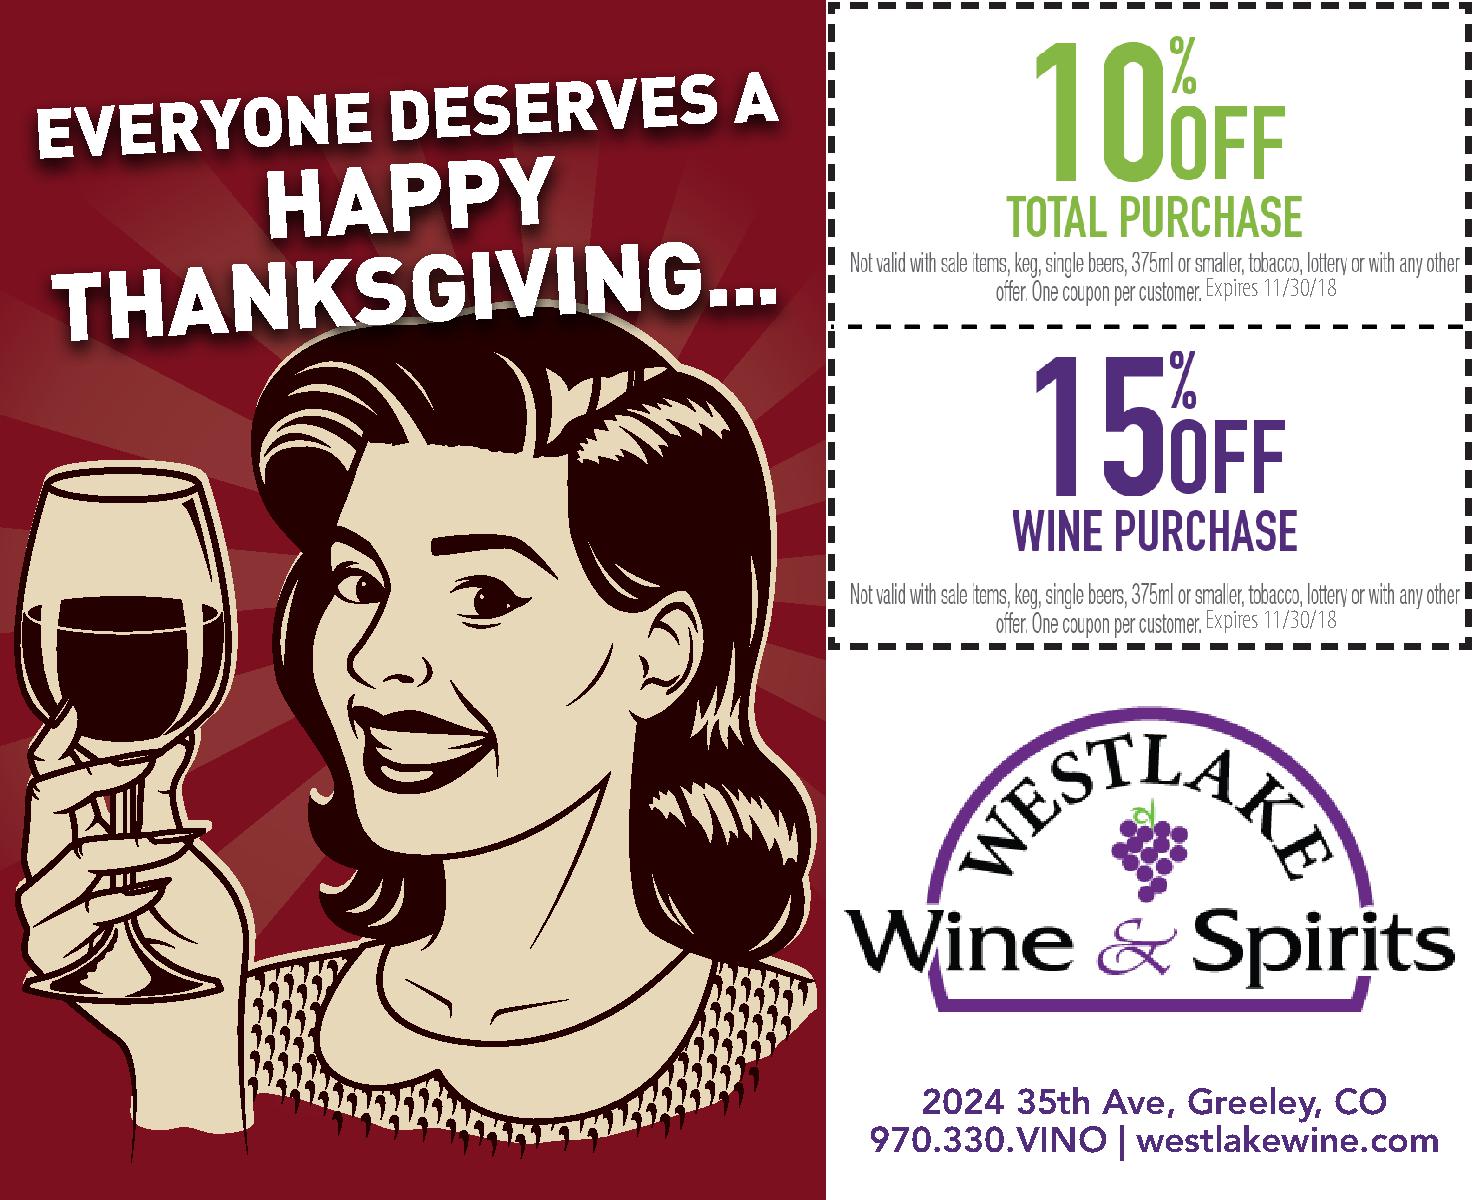 EVERYONE DESERVES A
HAPPY
THANKSGIVING...
10% OFF
TOTAL PURCHASE
Not valid with sale items, keg, single beers, 375ml or smaller, tobacco, lottery or with any other
offer. One coupon per customer. Expires 11/30/18
15% OFF
WINE PURCHASE
Not valid with sale items, keg, single beers, 375ml or smaller, tobacco, lottery or with any other
offer. One coupon per customer. Expires 11/30/18
WESTLAKE
Wine & Spirits
2024 35th Ave, Greeley, CO
970.330.VINO | westlakewine.com